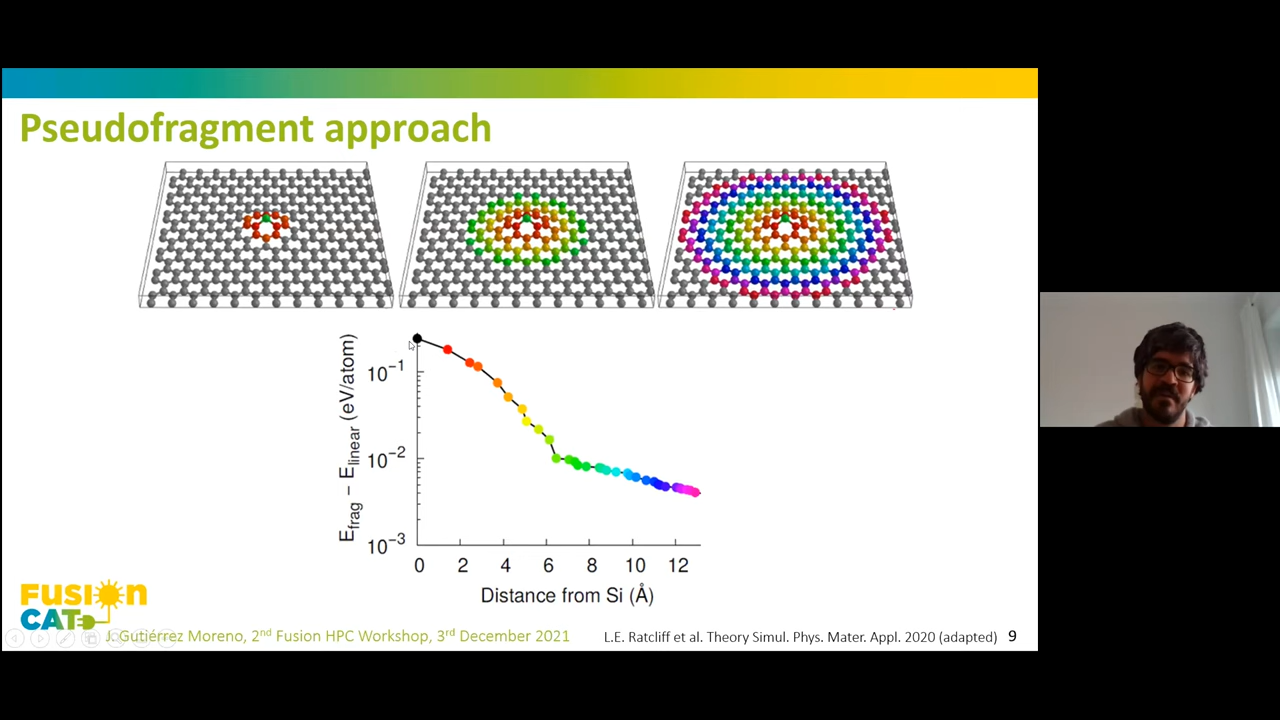 Pseudofragment approach
E_frag − E_linear (eV/atom)
10⁻¹
10⁻²
10⁻³
0 2 4 6 8 10 12
Distance from Si (Å)
FUSION
CAT
J. Gutiérrez Moreno, 2nd Fusion HPC Workshop, 3rd December 2021
L.E. Ratcliff et al. Theory Simul. Phys. Mater. Appl. 2020 (adapted) 9